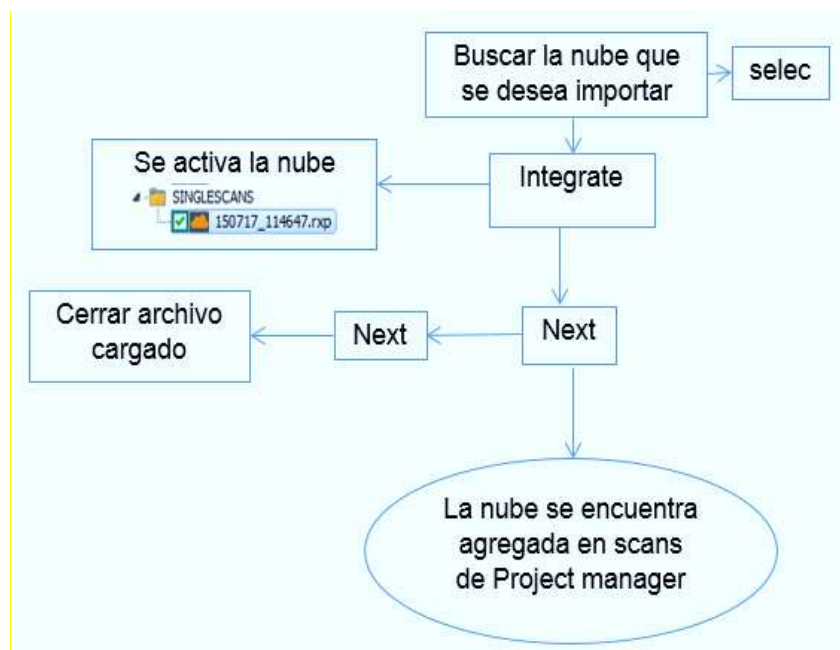 Buscar la nube que
se desea importar
selec
Se activa la nube
SINGLESCANS
150717_114647.rxp
Integrate
Cerrar archivo
cargado
Next
Next
La nube se encuentra
agregada en scans
de Project manager